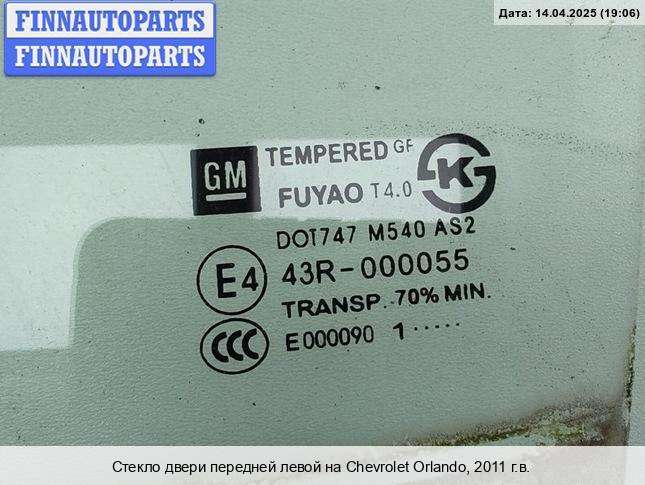 FINNAUTOPARTS
FINNAUTOPARTS
Дата: 14.04.2025 (19:06)
GM
TEMPERED GF
FUYAO T4.0
K
DOT747 M540 AS2
E4 43R-000055
TRANSP. 70% MIN.
CCC E000090 1.....
Стекло двери передней левой на Chevrolet Orlando, 2011 г.в.